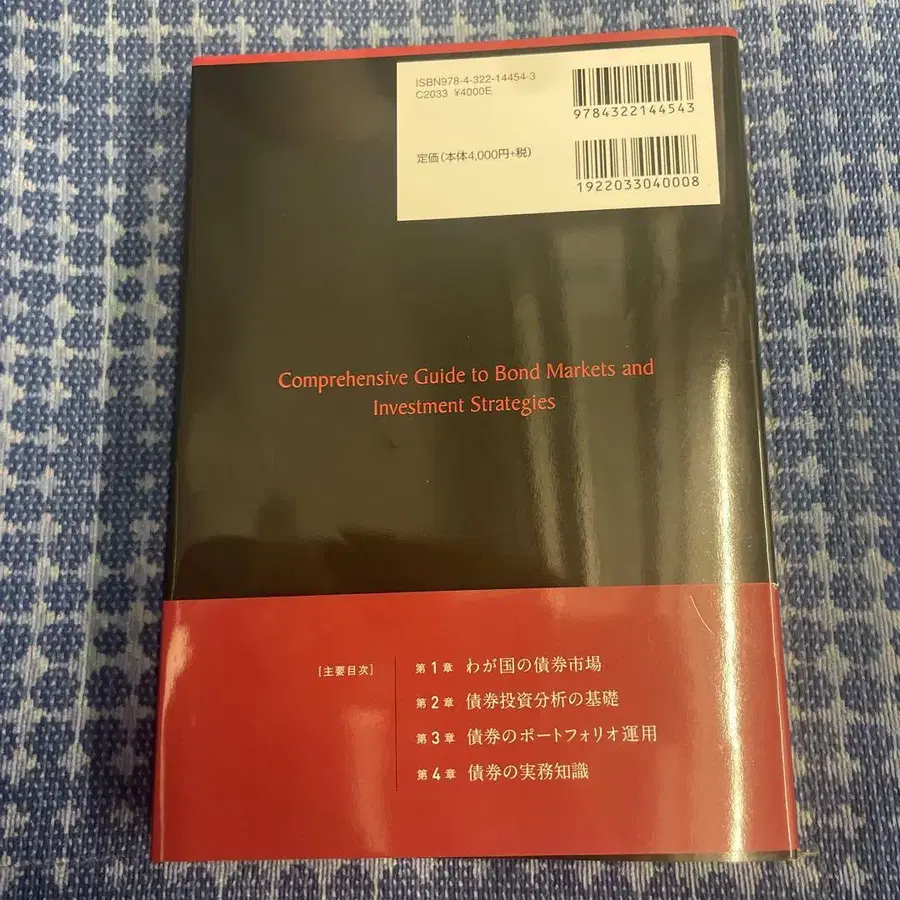 ISBN978-4-322-14454-3
C2033 ¥4000E
9784322144543
定価(本体4,000円+税)
1922033040008
Comprehensive Guide to Bond Markets and
Investment Strategies
[主要目次]
第1章 わが国の債券市場
第2章 債券投資分析の基礎
第3章 債券のポートフォリオ運用
第4章 債券の実務知識